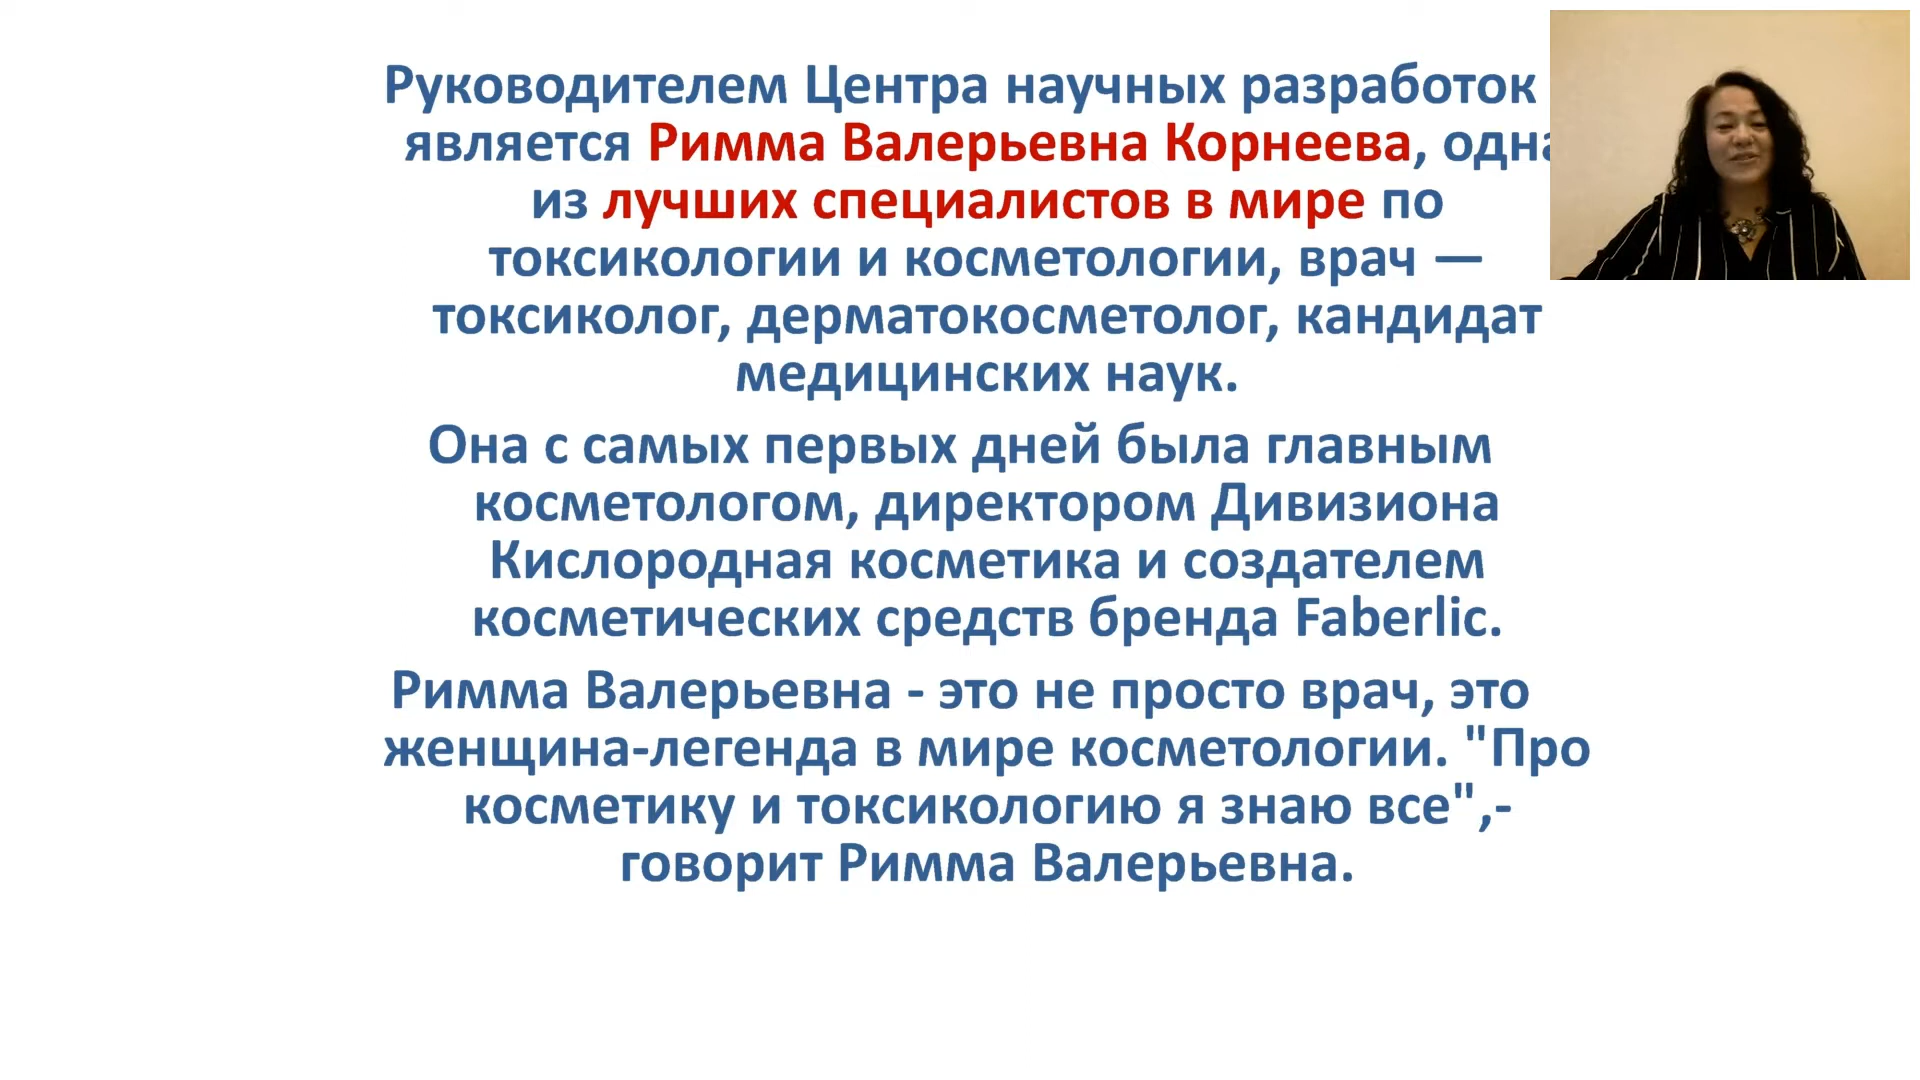 Руководителем Центра научных разработок
является Римма Валерьевна Корнеева, одна
из лучших специалистов в мире по
токсикологии и косметологии, врач —
токсиколог, дерматокосметолог, кандидат
медицинских наук.
Она с самых первых дней была главным
косметологом, директором Дивизиона
Кислородная косметика и создателем
косметических средств бренда Faberlic.
Римма Валерьевна - это не просто врач, это
женщина-легенда в мире косметологии. "Про
косметику и токсикологию я знаю все",-
говорит Римма Валерьевна.